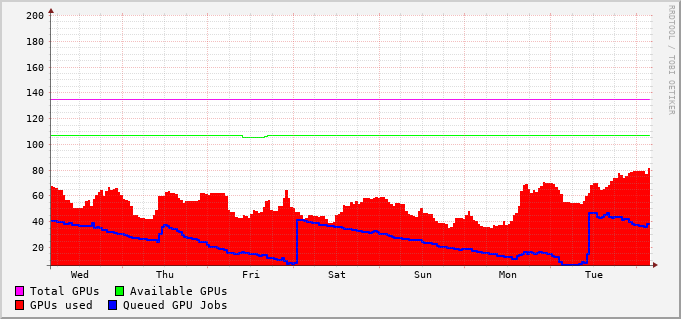 200
180
160
140
120
100
80
60
40
20
Wed Thu Fri Sat Sun Mon Tue
Total GPUs Available GPUs
GPUs used Queued GPU Jobs
RRDTOOL / TOBI OETIKER